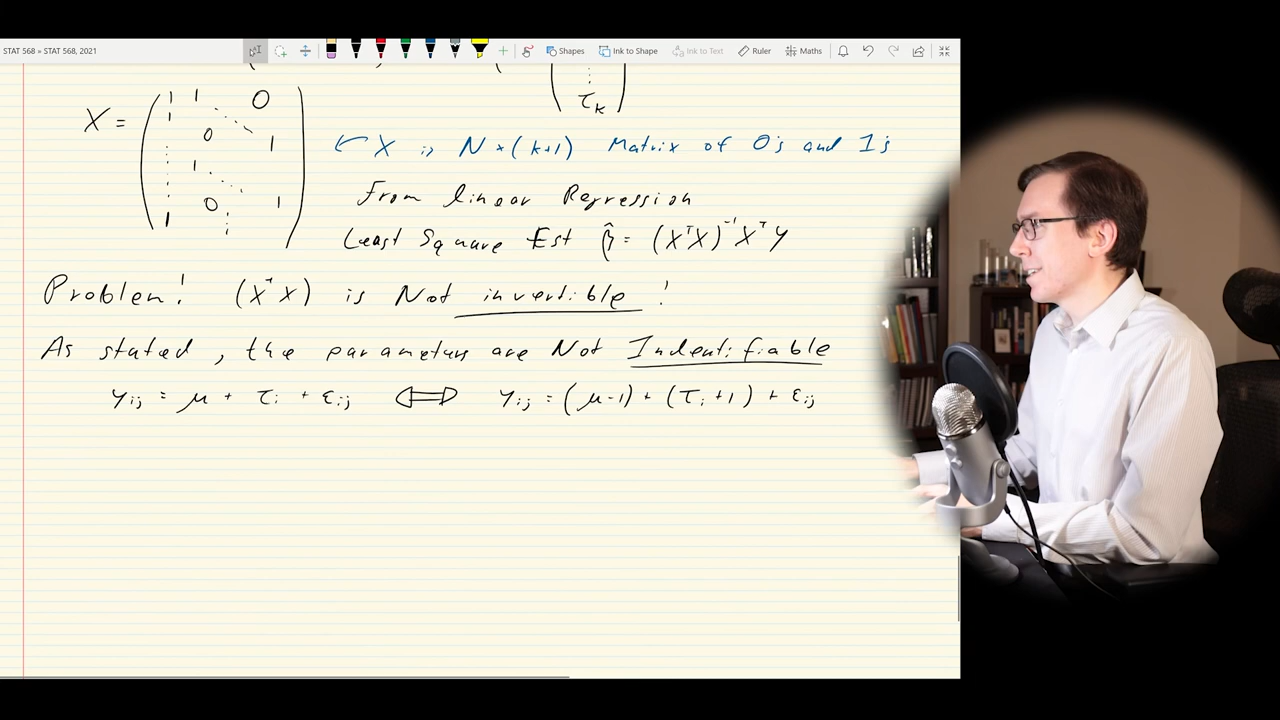 STAT 568 » STAT 568, 2021
Shapes Ink to Shape Ink to Text Ruler Maths
τₖ
X = ( 1 1 0
1 0 1
1
0 1
1 )
← X is N × (k+1) Matrix of 0's and 1's
From linear Regression
Least Square Est β̂ = (XᵀX)⁻¹XᵀY
Problem! (XᵀX) is Not invertible!
As stated, the parameters are Not Indentifiable
yᵢⱼ = μ + τᵢ + εᵢⱼ ⟺ yᵢⱼ = (μ-1) + (τᵢ+1) + εᵢⱼ